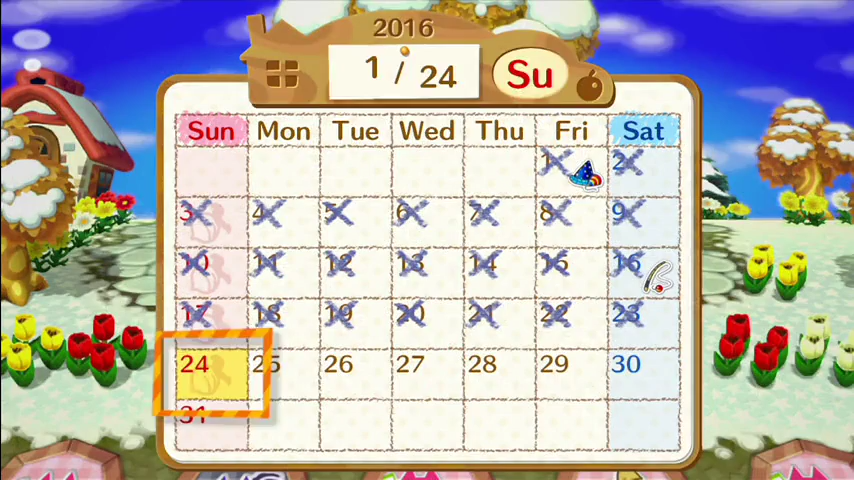 2016
1 / 24 Su
Sun Mon Tue Wed Thu Fri Sat
1 2
3 4 5 6 7 8 9
10 11 12 13 14 15 16
17 18 19 20 21 22 23
24 25 26 27 28 29 30
31